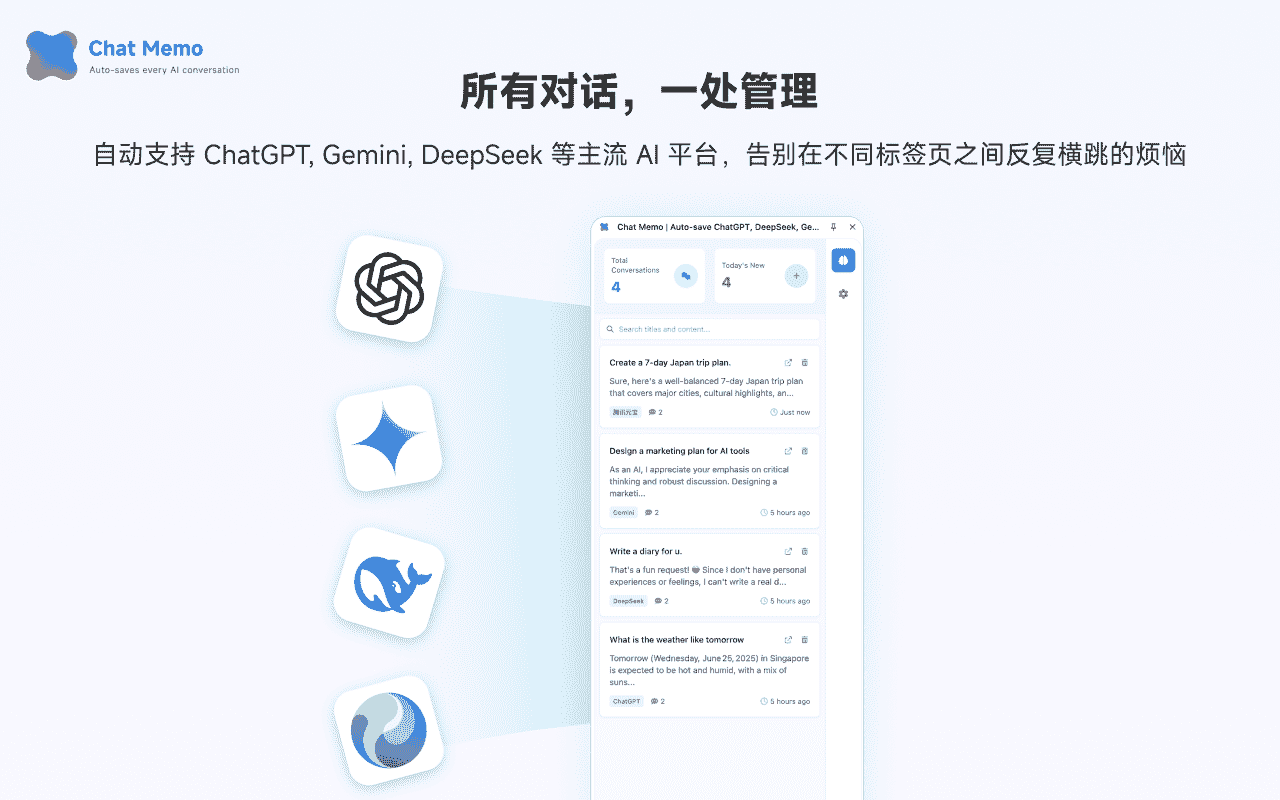 Chat Memo
Auto-saves every AI conversation
所有对话，一处管理
自动支持 ChatGPT, Gemini, DeepSeek 等主流 AI 平台，告别在不同标签页之间反复横跳的烦恼
Chat Memo | Auto-save ChatGPT, DeepSeek, Ge...
Total
Conversations
4
Today's New
4
Search titles and content...
Create a 7-day Japan trip plan.
Sure, here's a well-balanced 7-day Japan trip plan
that covers major cities, cultural highlights, an...
腾讯元宝 2 Just now
Design a marketing plan for AI tools
As an AI, I appreciate your emphasis on critical
thinking and robust discussion. Designing a
marketi...
Gemini 2 5 hours ago
Write a diary for u.
That's a fun request! 😄 Since I don't have personal
experiences or feelings, I can't write a real d...
DeepSeek 2 5 hours ago
What is the weather like tomorrow
Tomorrow (Wednesday, June 25, 2025) in Singapore
is expected to be hot and humid, with a mix of
suns...
ChatGPT 2 5 hours ago